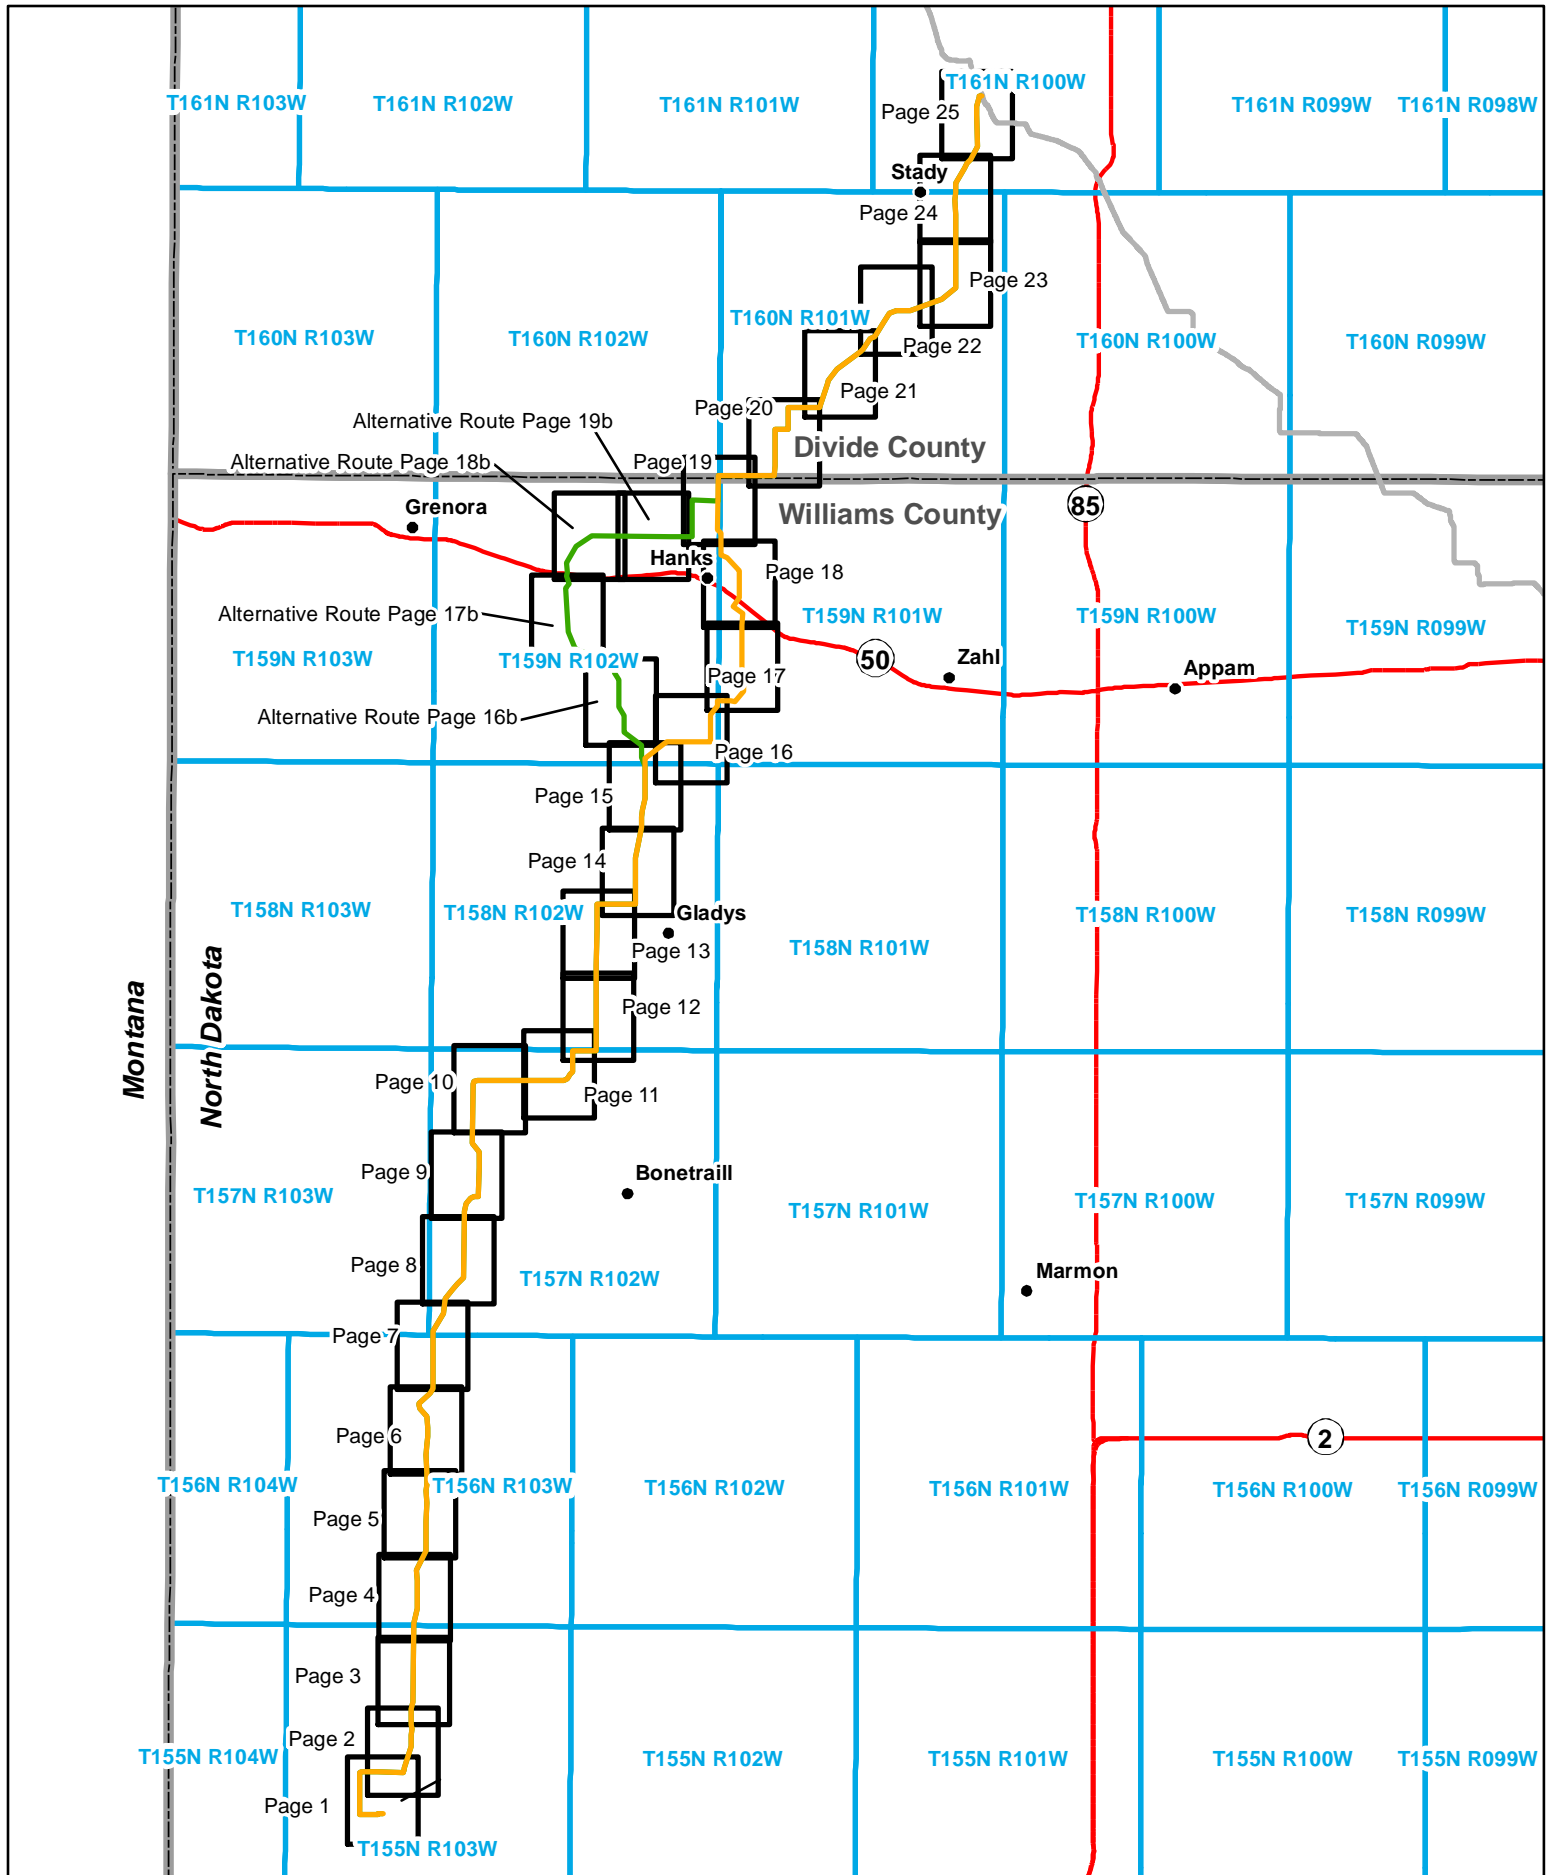 T161N R103W
T161N R102W
T161N R101W
T161N R100W
T161N R099W
T161N R098W
Page 25
Stady
Page 24
Page 23
T160N R103W
T160N R102W
T160N R101W
T160N R100W
T160N R099W
Page 22
Page 21
Page 20
Alternative Route Page 19b
Divide County
Alternative Route Page 18b
Page 19
Grenora
85
Williams County
Hanks
Page 18
Alternative Route Page 17b
T159N R101W
T159N R100W
T159N R099W
T159N R103W
T159N R102W
50
Zahl
Appam
Page 17
Alternative Route Page 16b
Page 16
Page 15
Page 14
T158N R103W
T158N R102W
Gladys
T158N R101W
T158N R100W
T158N R099W
Page 13
Montana
North Dakota
Page 12
Page 10
Page 11
Page 9
Bonetraill
T157N R103W
T157N R101W
T157N R100W
T157N R099W
Page 8
T157N R102W
Marmon
Page 7
Page 6
2
T156N R104W
T156N R103W
T156N R102W
T156N R101W
T156N R100W
T156N R099W
Page 5
Page 4
Page 3
Page 2
T155N R104W
T155N R102W
T155N R101W
T155N R100W
T155N R099W
Page 1
T155N R103W